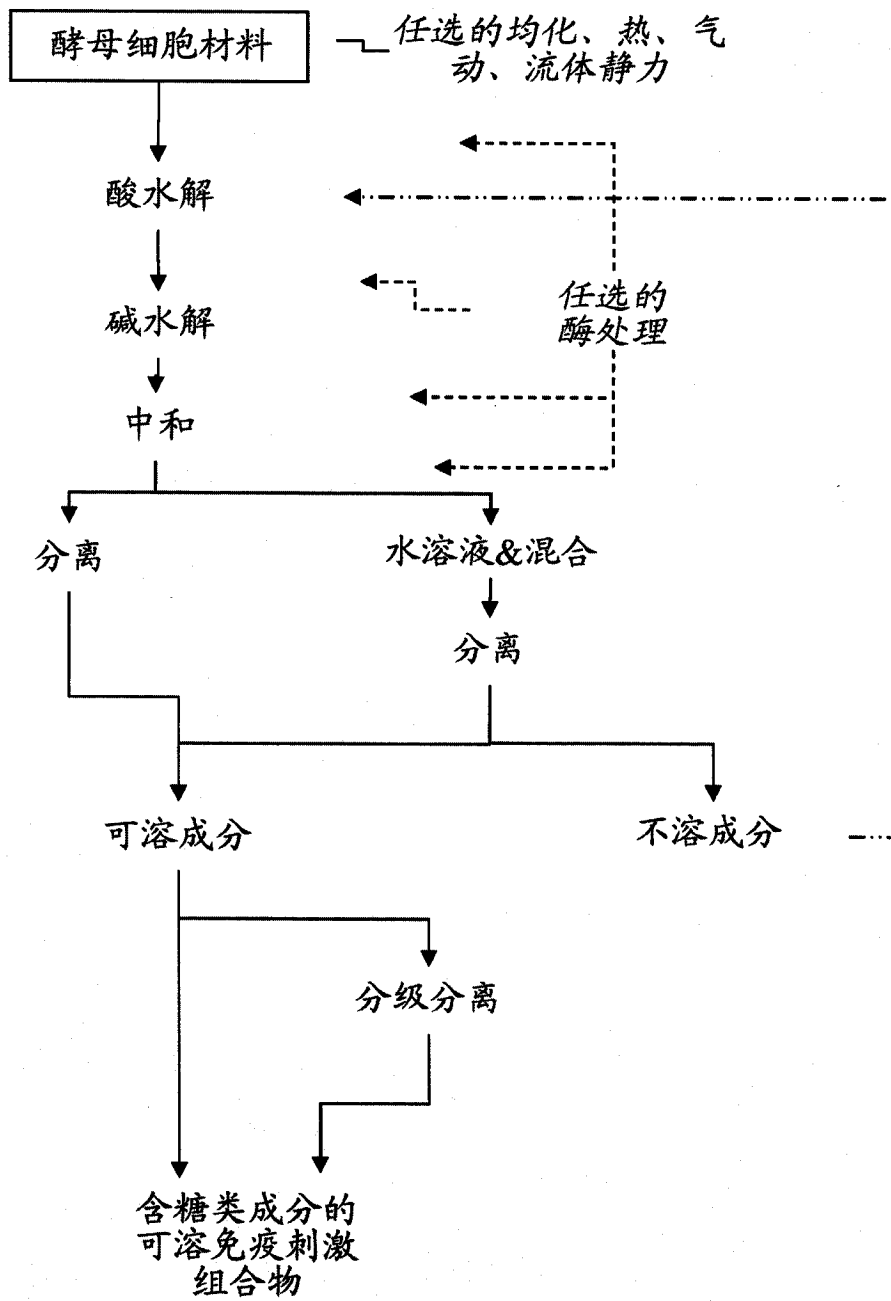 酵母细胞材料
任选的均化、热、气
动、流体静力
酸水解
任选的
酶处理
碱水解
中和
分离
水溶液&混合
分离
可溶成分
不溶成分
分级分离
含糖类成分的
可溶免疫刺激
组合物